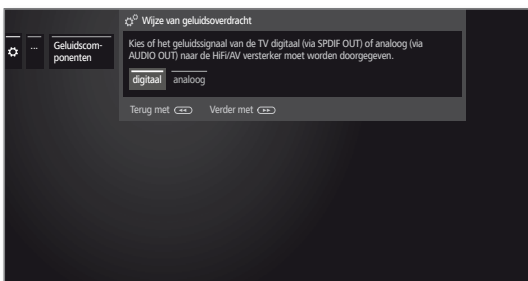 Wijze van geluidsoverdracht
... Geluidscom-
ponenten
Kies of het geluidssignaal van de TV digitaal (via SPDIF OUT) of analoog (via
AUDIO OUT) naar de HiFi/AV versterker moet worden doorgegeven.
digitaal analoog
Terug met Verder met